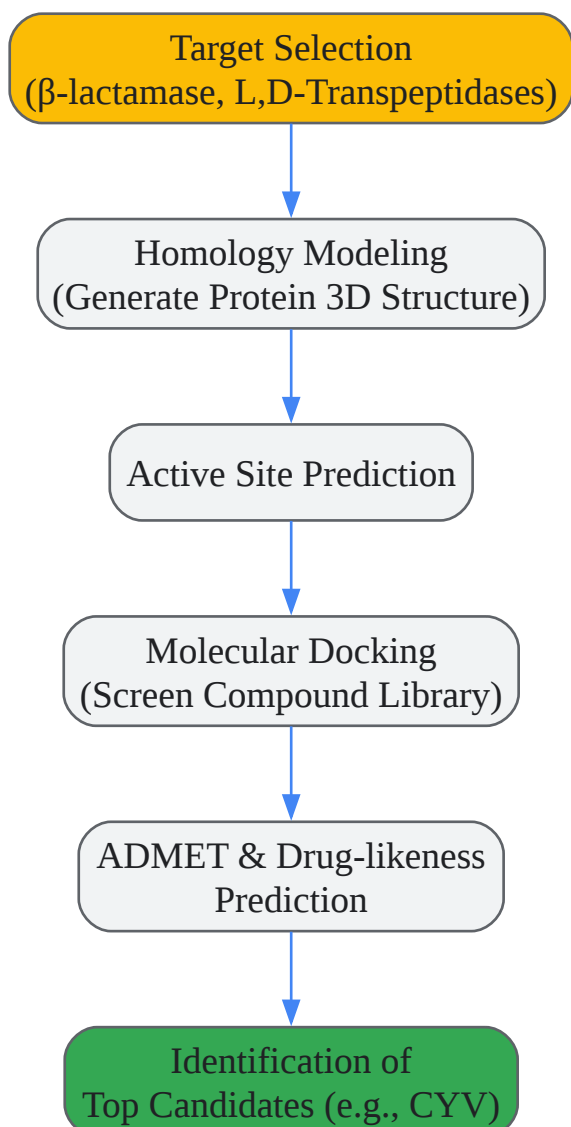 Target Selection
(β-lactamase, L,D-Transpeptidases)
Homology Modeling
(Generate Protein 3D Structure)
Active Site Prediction
Molecular Docking
(Screen Compound Library)
ADMET & Drug-likeness
Prediction
Identification of
Top Candidates (e.g., CYV)